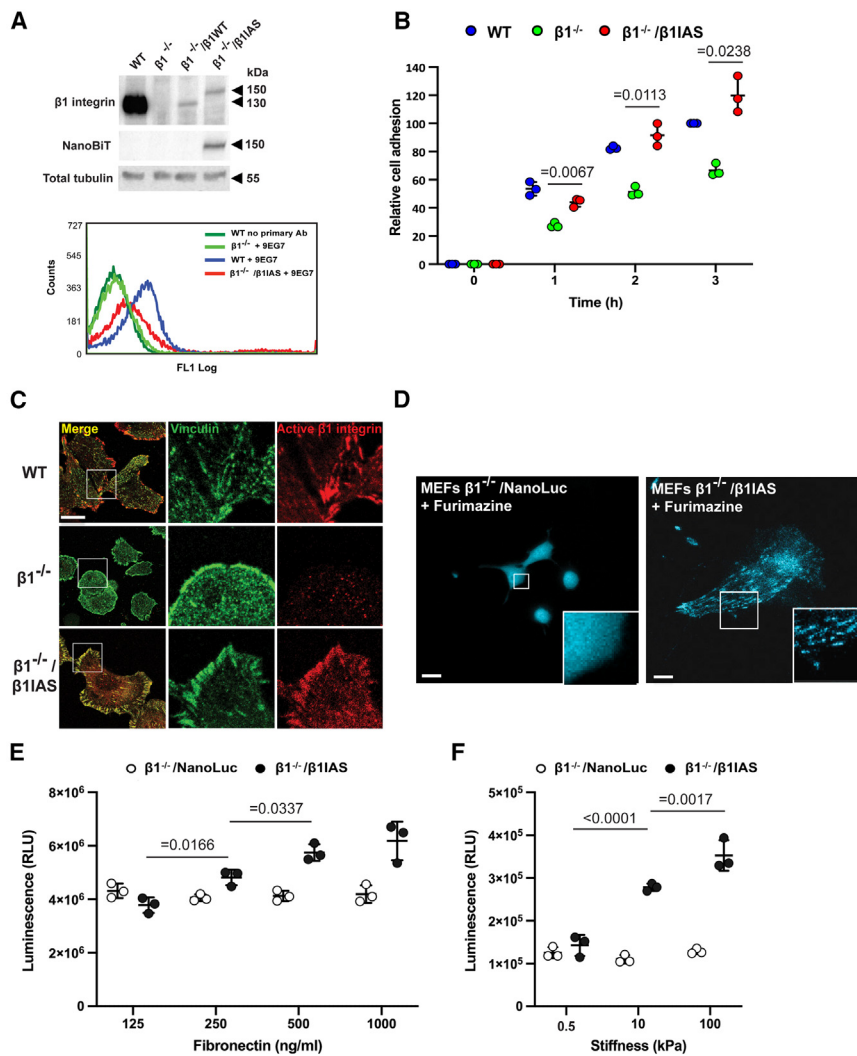 A
WT
β1-/-
β1-/-/β1WT
β1-/-/β1IAS
kDa
β1 integrin
150
130
NanoBiT
150
Total tubulin
55
727
545
363
181
0
Counts
WT no primary Ab
β1-/- + 9EG7
WT + 9EG7
β1-/-/β1IAS + 9EG7
FL1 Log
B
WT
β1-/-
β1-/-/β1IAS
Relative cell adhesion
140
120
100
80
60
40
20
0
=0.0067
=0.0113
=0.0238
0
1
2
3
Time (h)
C
Merge
Vinculin
Active β1 integrin
WT
β1-/-
β1-/-/
β1IAS
D
MEFs β1-/-/NanoLuc
+ Furimazine
MEFs β1-/-/β1IAS
+ Furimazine
E
β1-/-/NanoLuc
β1-/-/β1IAS
Luminescence (RLU)
8×10⁶
6×10⁶
4×10⁶
2×10⁶
0
=0.0166
=0.0337
125
250
500
1000
Fibronectin (ng/ml)
F
β1-/-/NanoLuc
β1-/-/β1IAS
Luminescence (RLU)
5×10⁵
4×10⁵
3×10⁵
2×10⁵
1×10⁵
0
<0.0001
=0.0017
0.5
10
100
Stiffness (kPa)